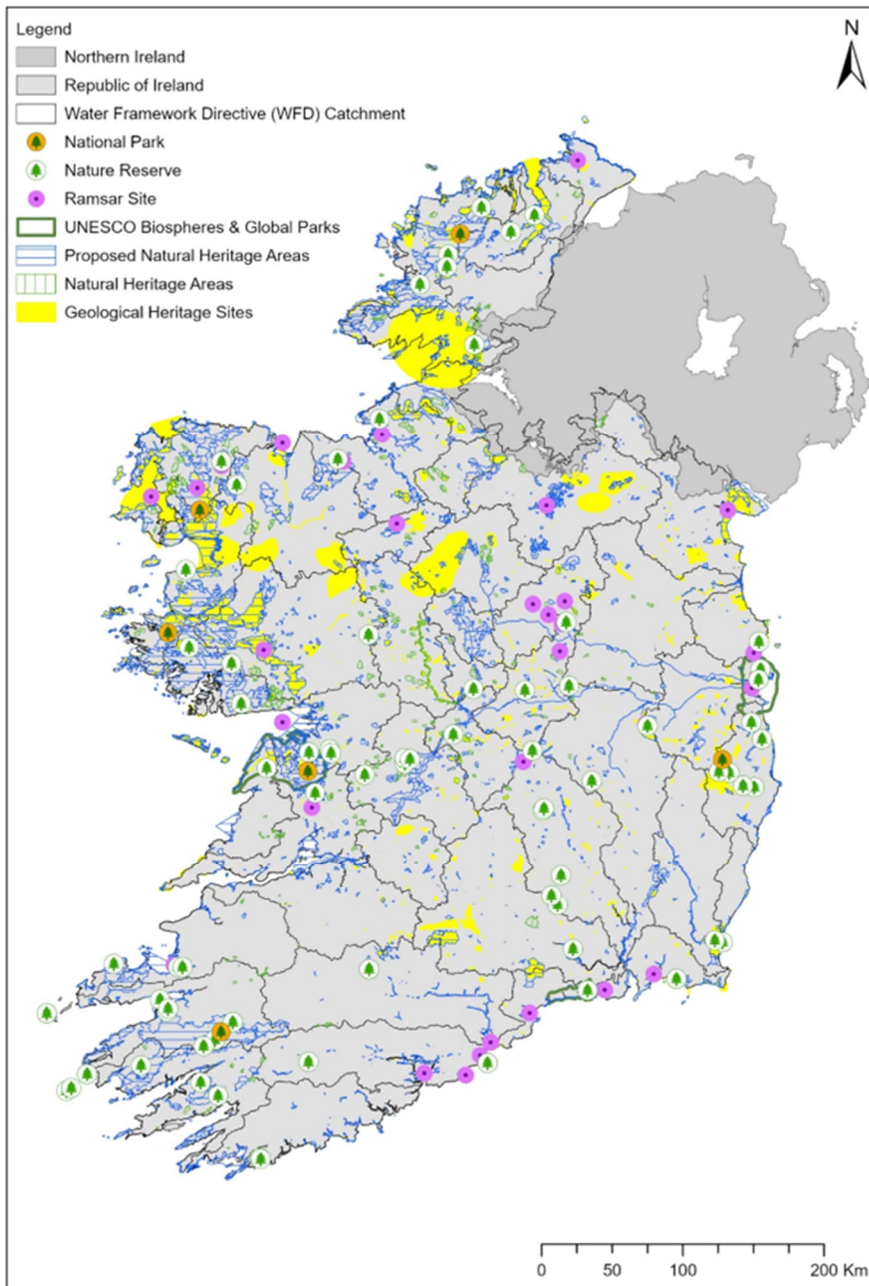 Legend
N
Northern Ireland
Republic of Ireland
Water Framework Directive (WFD) Catchment
National Park
Nature Reserve
Ramsar Site
UNESCO Biospheres & Global Parks
Proposed Natural Heritage Areas
Natural Heritage Areas
Geological Heritage Sites
0 50 100 200 Km